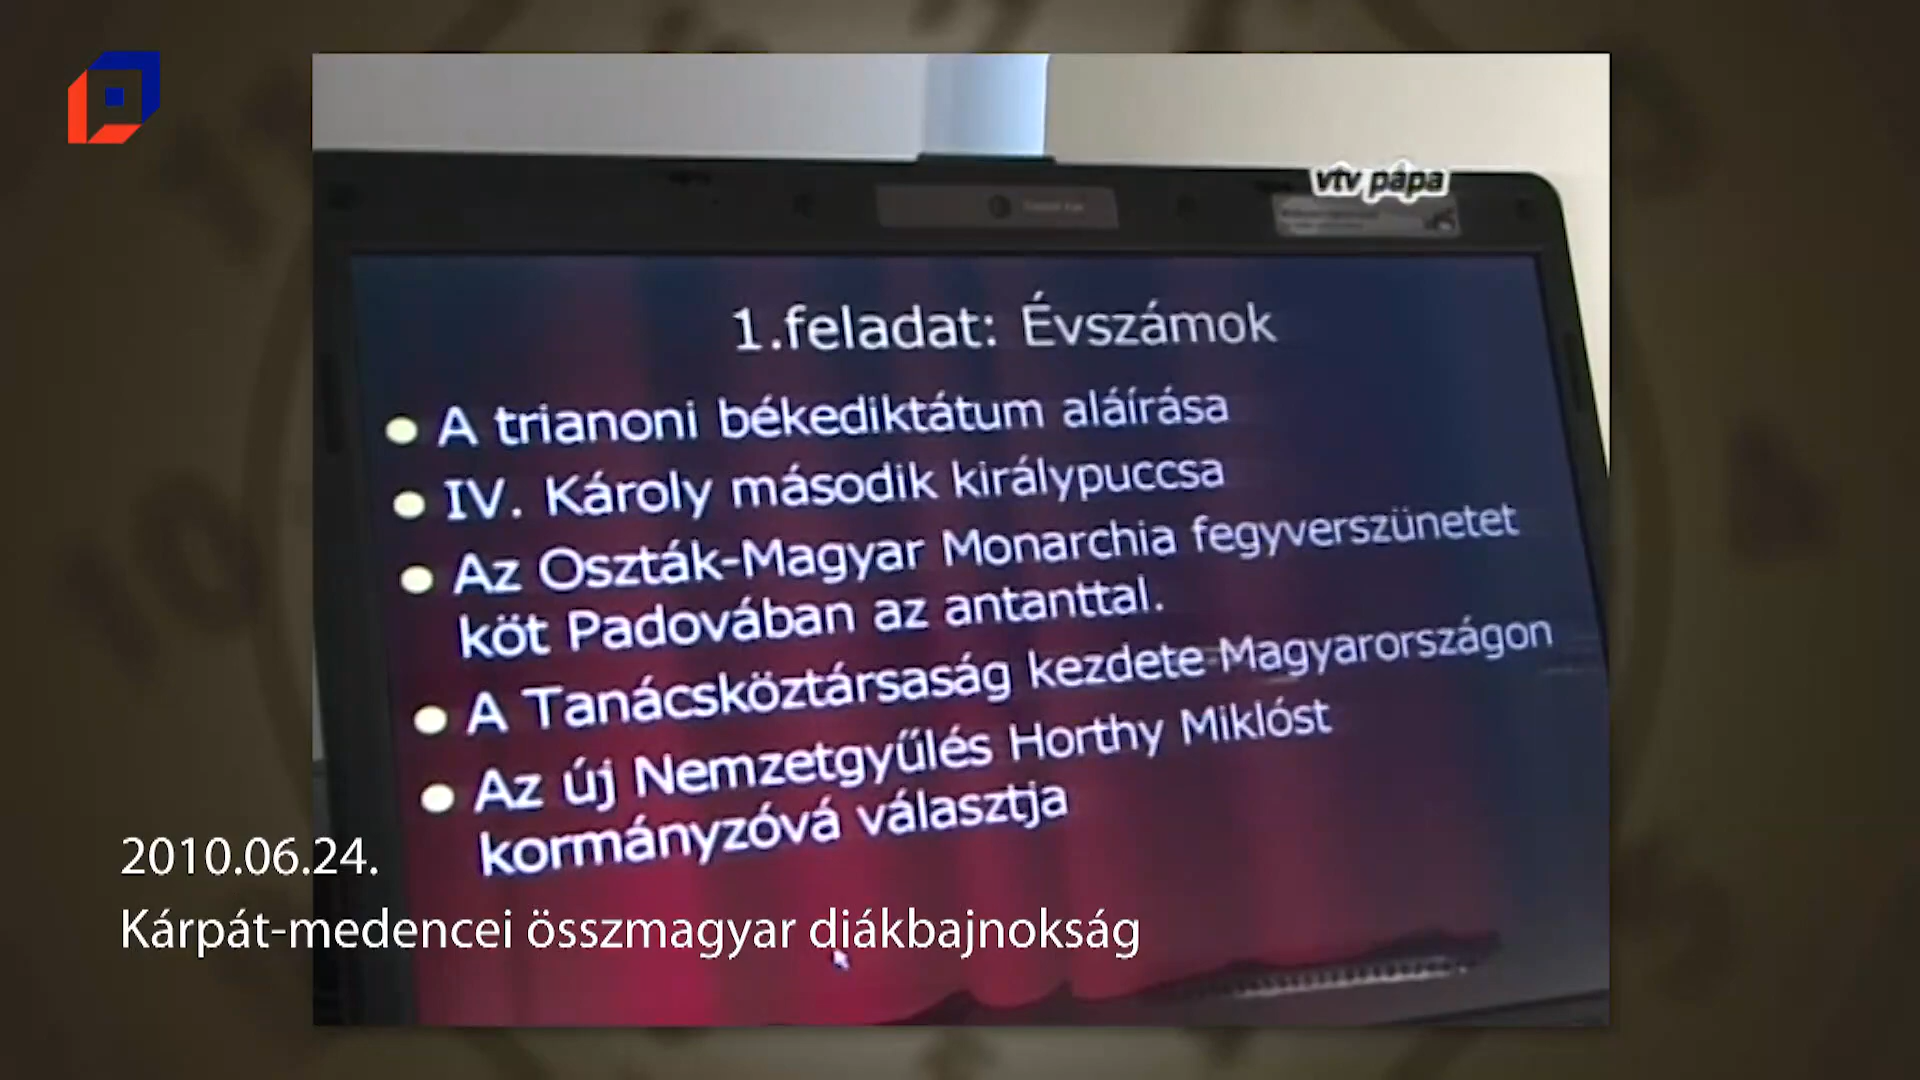 vtv pápa
1.feladat: Évszámok
A trianoni békediktátum aláírása
IV. Károly második királypuccsa
Az Oszták-Magyar Monarchia fegyverszünetet
köt Padovában az antanttal.
A Tanácsköztársaság kezdete Magyarországon
Az új Nemzetgyűlés Horthy Miklóst
kormányzóvá választja
2010.06.24.
Kárpát-medencei összmagyar diákbajnokság